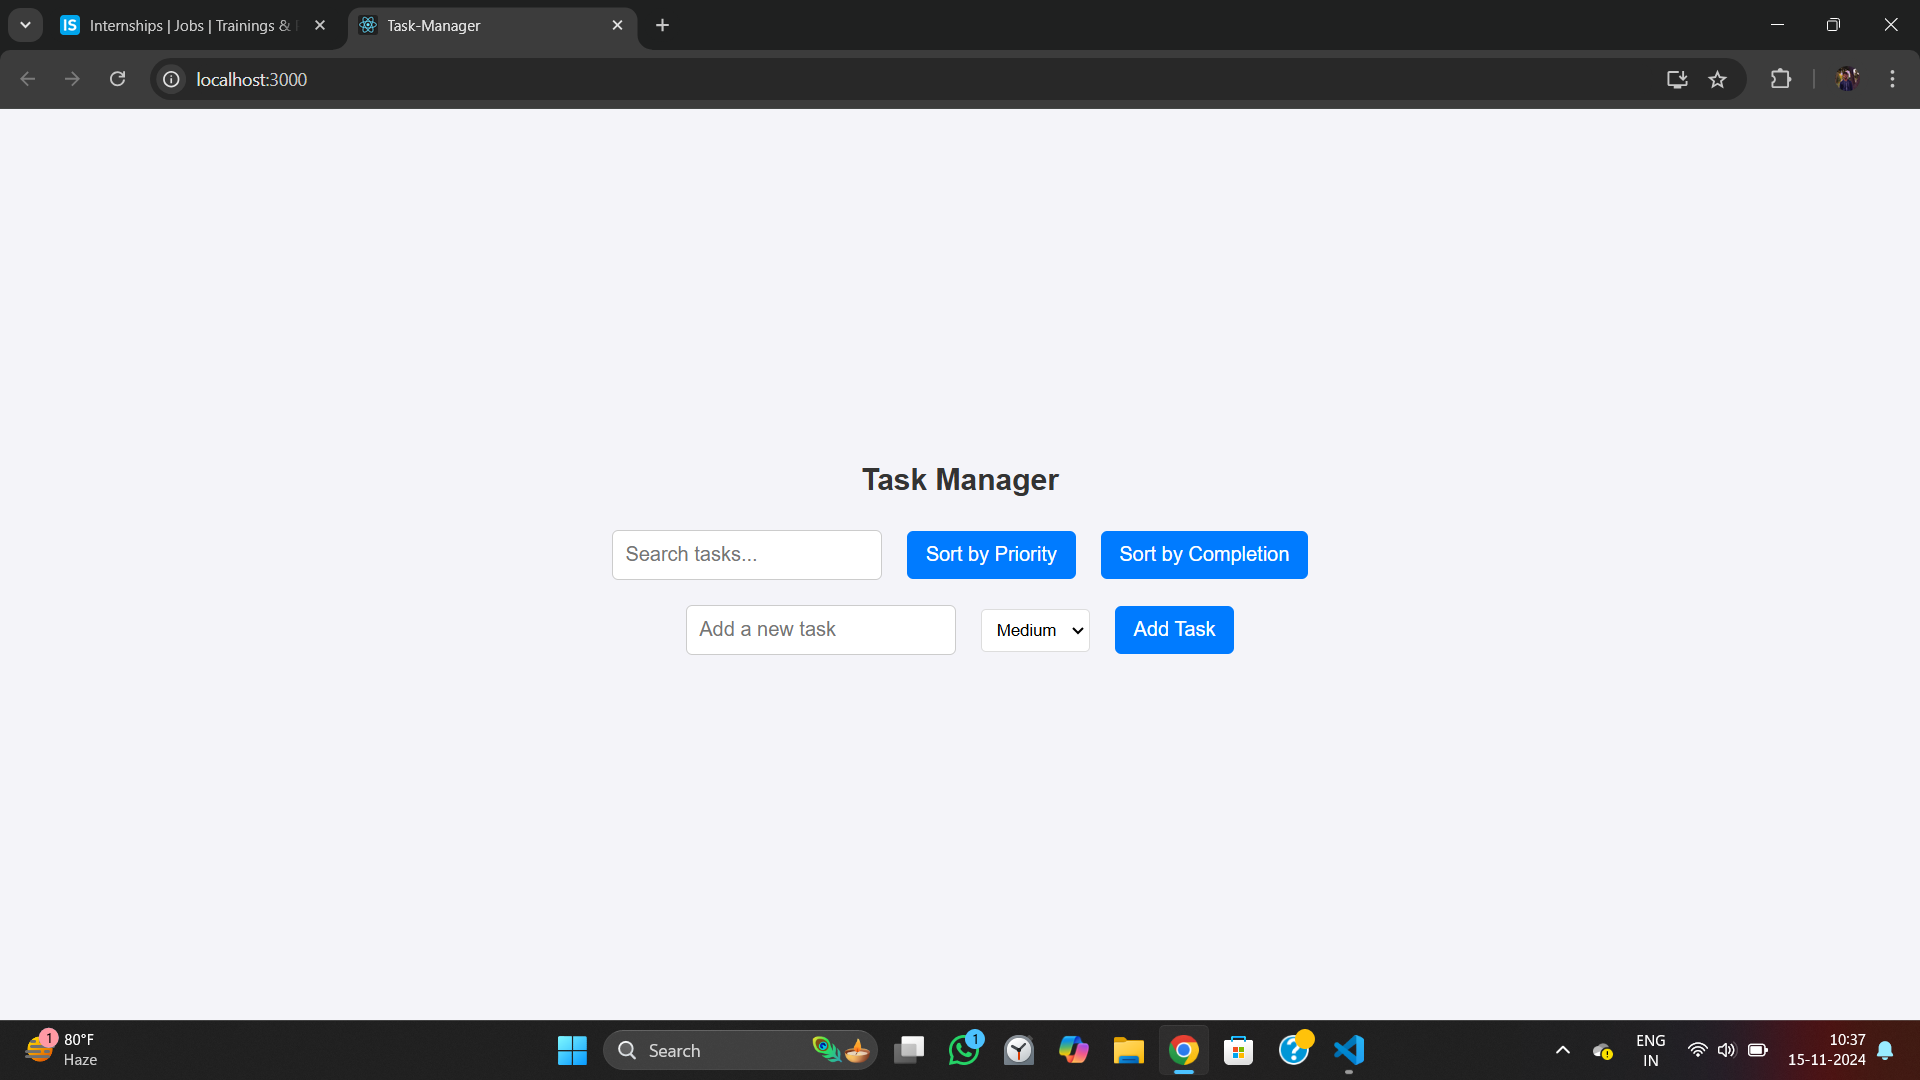 IS Internships | Jobs | Trainings &
Task-Manager
localhost:3000
Task Manager
Search tasks...
Sort by Priority
Sort by Completion
Add a new task
Medium
Add Task
1
80°F
Haze
Search
1
ENG
IN
10:37
15-11-2024